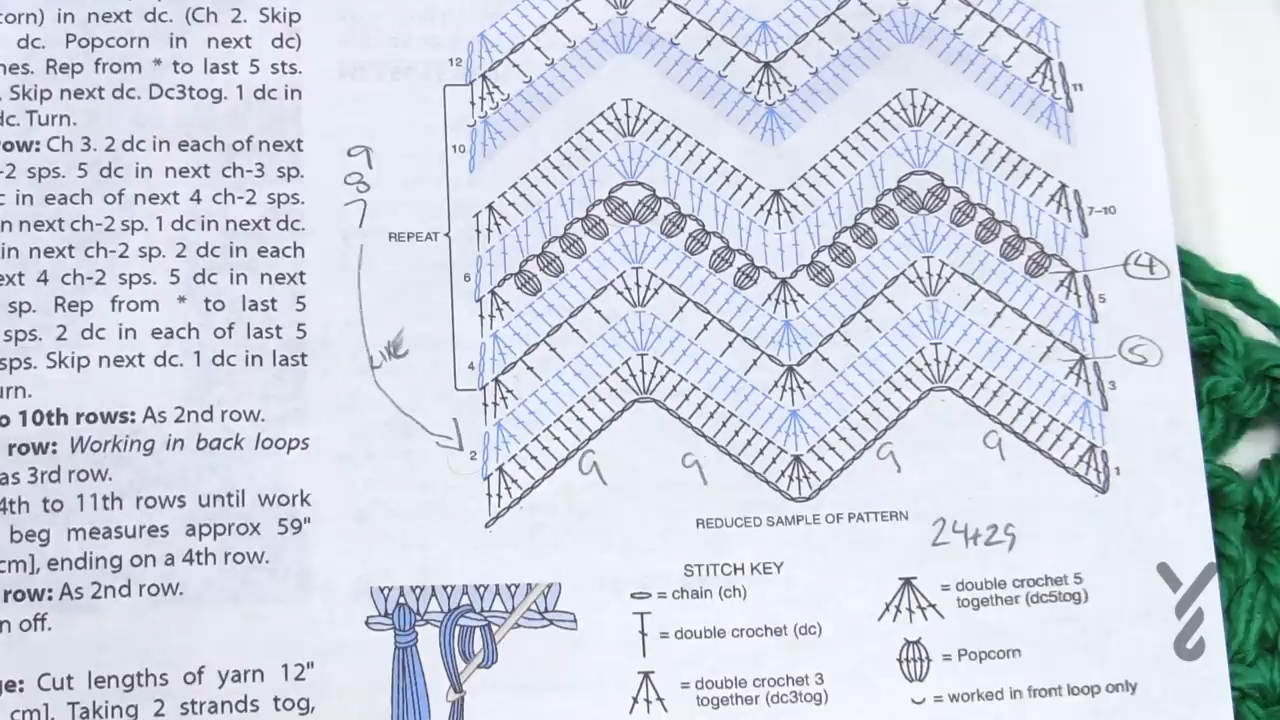 corn) in next dc. (Ch 2. Skip
dc. Popcorn in next dc)
nes. Rep from * to last 5 sts.
. Skip next dc. Dc3tog. 1 dc in
dc. Turn.
row: Ch 3. 2 dc in each of next
-2 sps. 5 dc in next ch-3 sp.
c in each of next 4 ch-2 sps.
n next ch-2 sp. 1 dc in next dc.
in next ch-2 sp. 2 dc in each
ext 4 ch-2 sps. 5 dc in next
sp. Rep from * to last 5
sps. 2 dc in each of last 5
sps. Skip next dc. 1 dc in last
urn.
o 10th rows: As 2nd row.
row: Working in back loops
as 3rd row.
4th to 11th rows until work
beg measures approx 59"
cm], ending on a 4th row.
row: As 2nd row.
n off.
ge: Cut lengths of yarn 12"
cm]. Taking 2 strands tog,
9
8
7
LIKE
REPEAT
12
10
6
4
2
11
7–10
5
3
1
4
5
9 9 9 9
REDUCED SAMPLE OF PATTERN
24+29
STITCH KEY
= chain (ch)
= double crochet (dc)
= double crochet 3
together (dc3tog)
= double crochet 5
together (dc5tog)
= Popcorn
= worked in front loop only